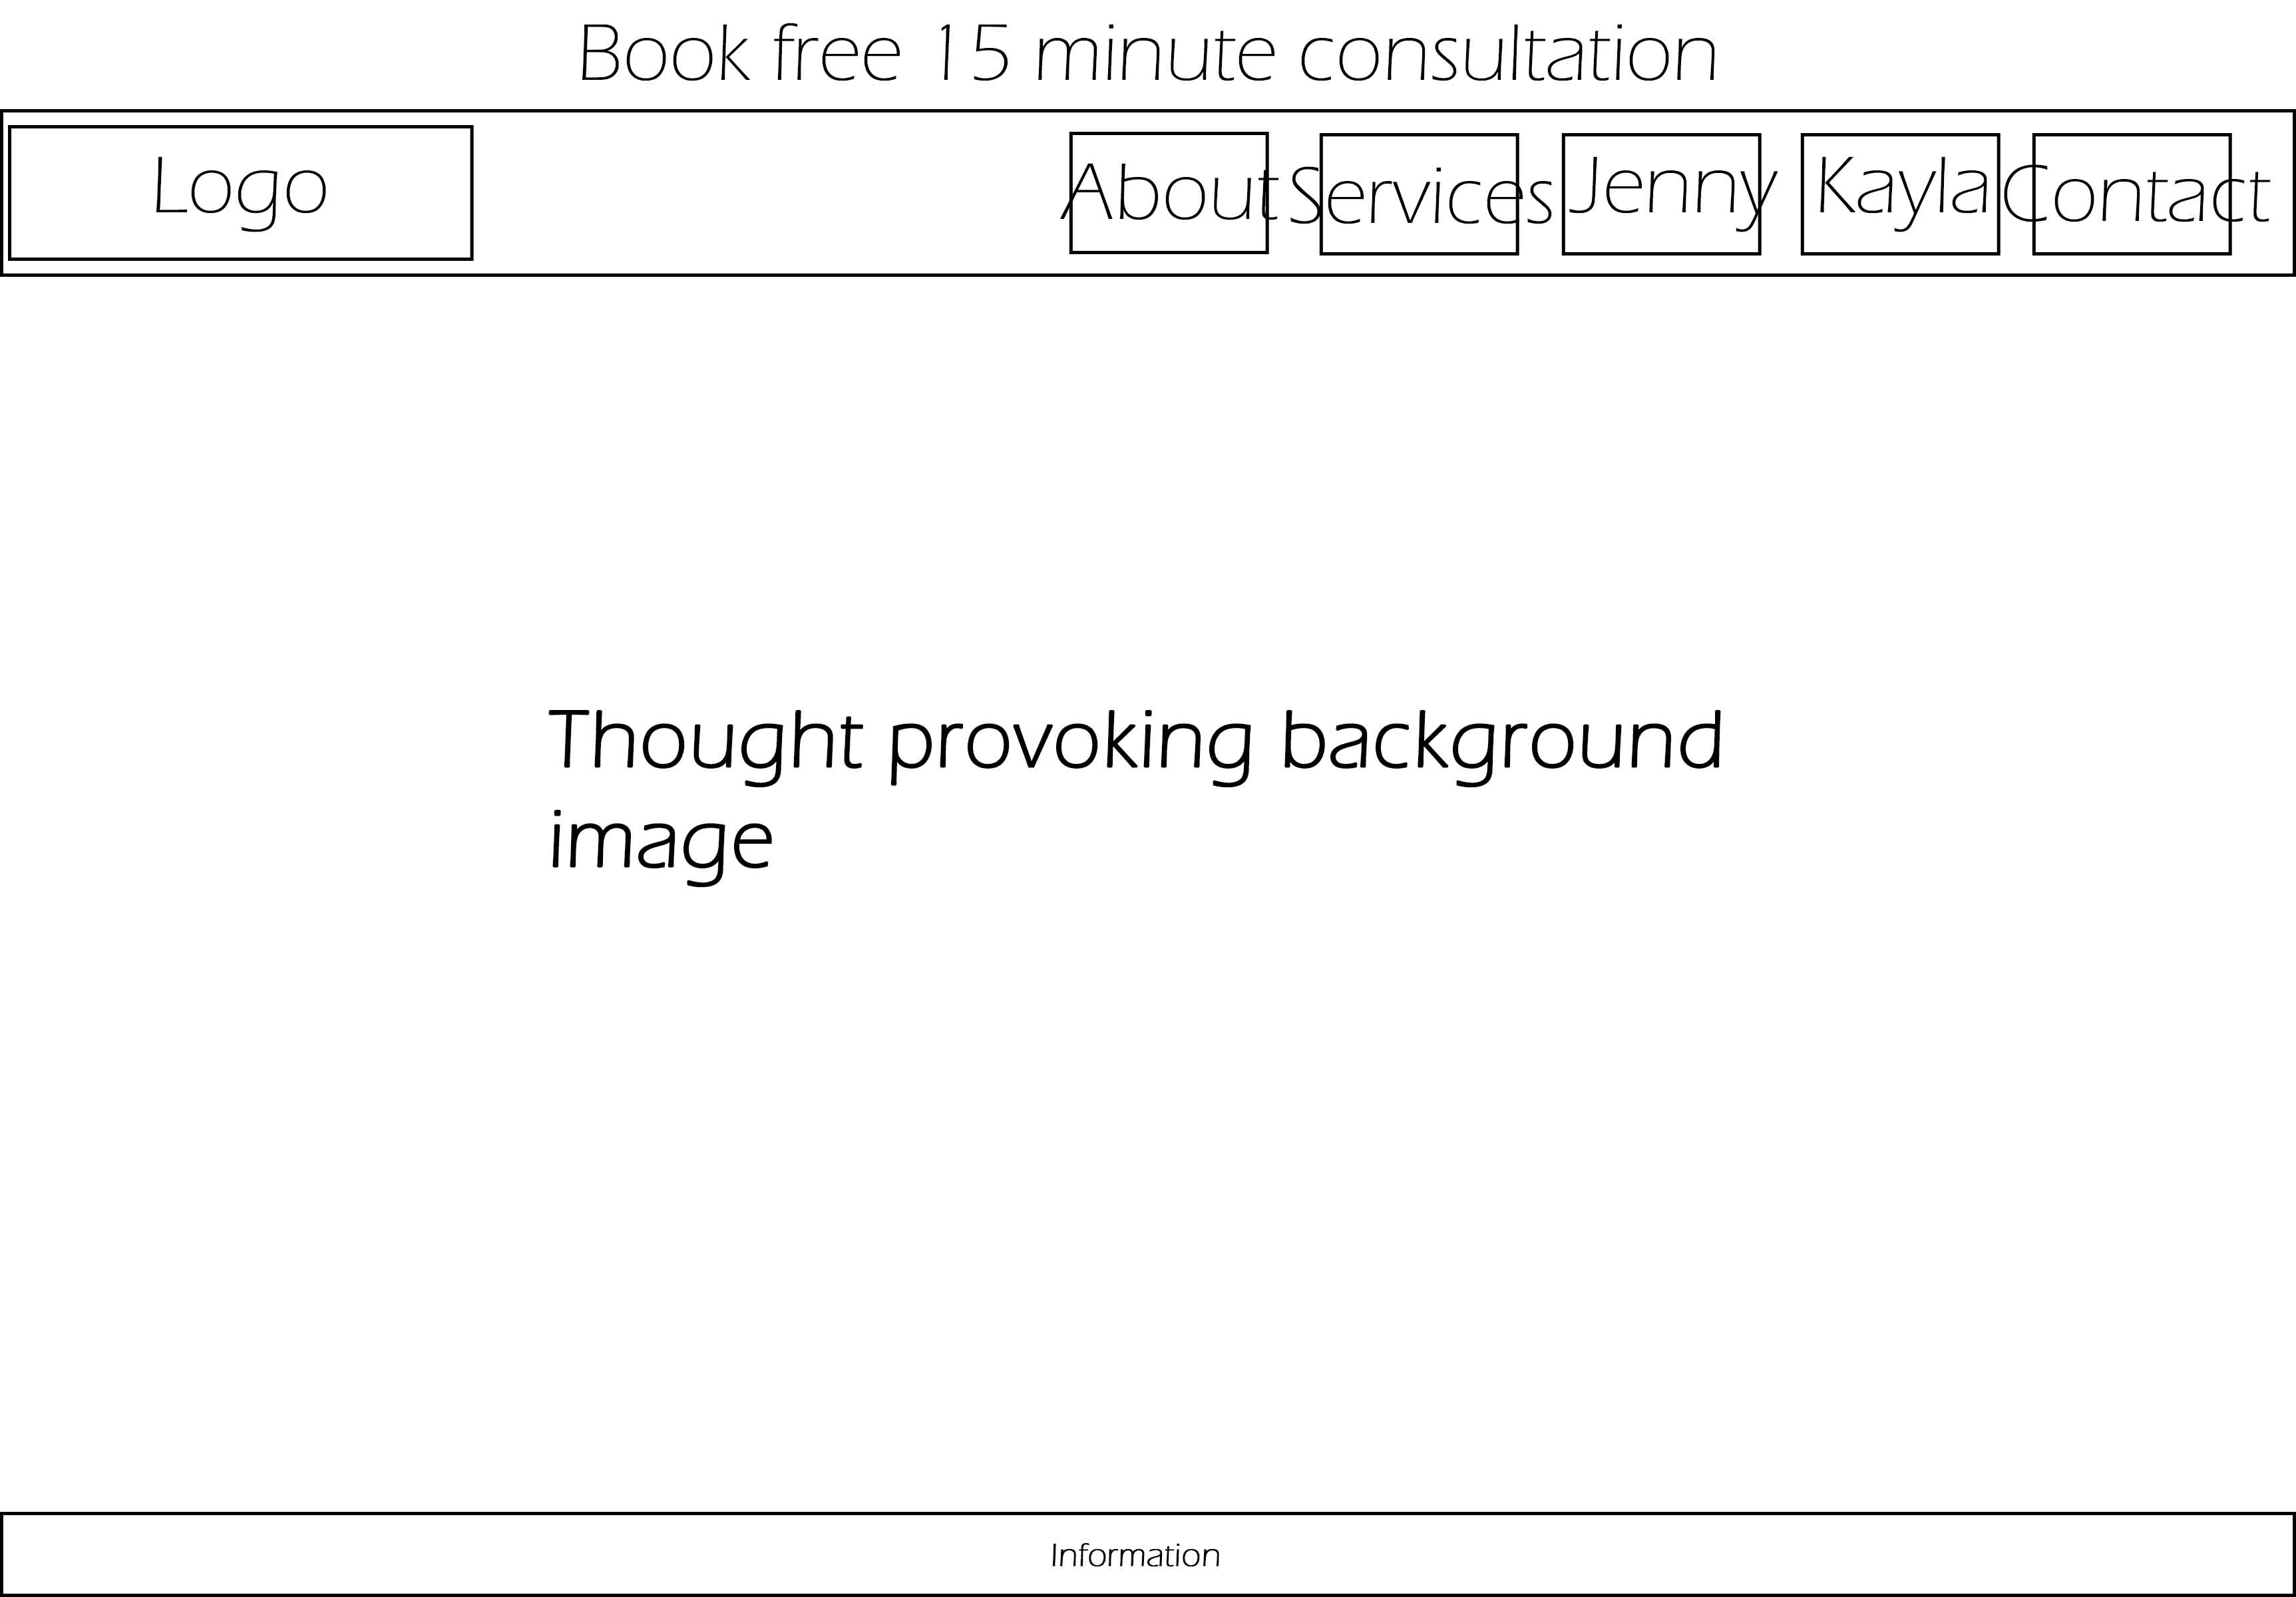 Book free 15 minute consultation
Logo
About Services Jenny Kayla Contact
Thought provoking background
image
Information